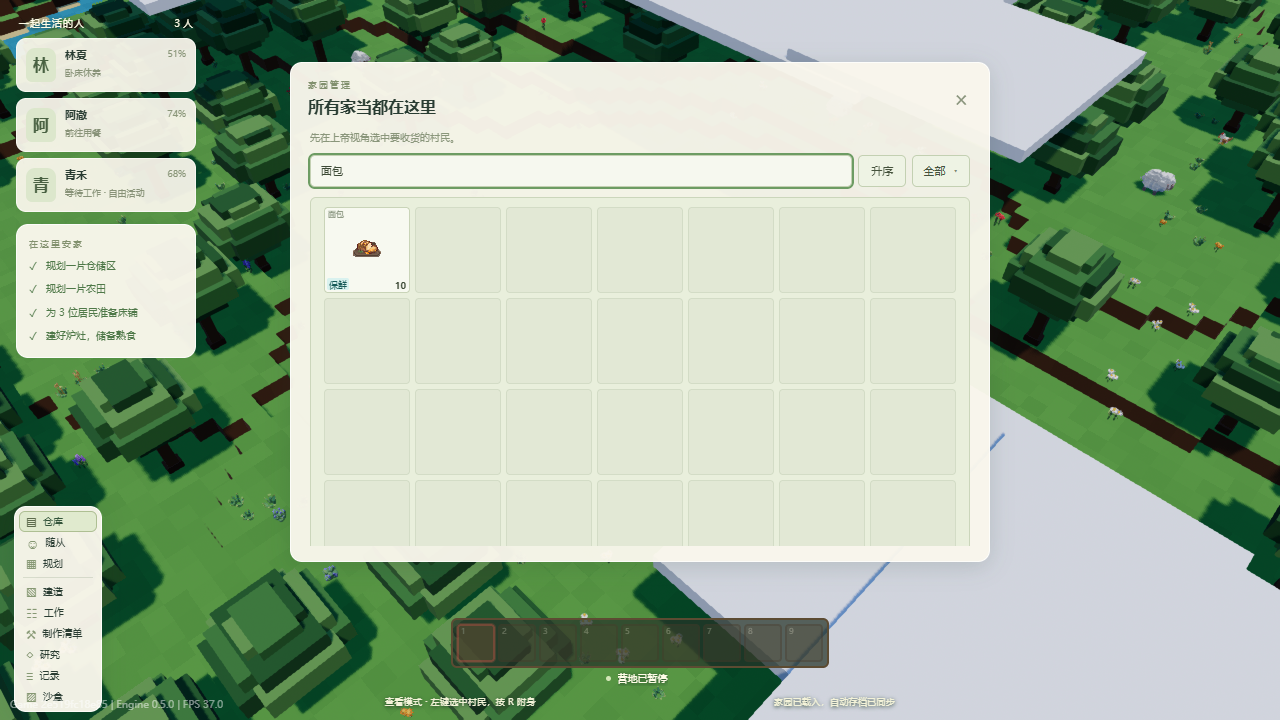 一起生活的人 3 人
林
林夏 51%
卧床休养
阿
阿澈 74%
前往用餐
青
青禾 68%
等待工作 · 自由活动
在这里安家
✓ 规划一片仓储区
✓ 规划一片农田
✓ 为 3 位居民准备床铺
✓ 建好炉灶，储备熟食
家园管理
所有家当都在这里
×
先在上帝视角选中要收货的村民。
面包
升序
全部
面包
保鲜 10
仓库
随从
规划
建造
工作
制作清单
研究
记录
沙盒
1 2 3 4 5 6 7 8 9
营地已暂停
查看模式 · 左键选中村民，按 R 附身
家园已载入，自动存档已同步
| Engine 0.5.0 | FPS 37.0